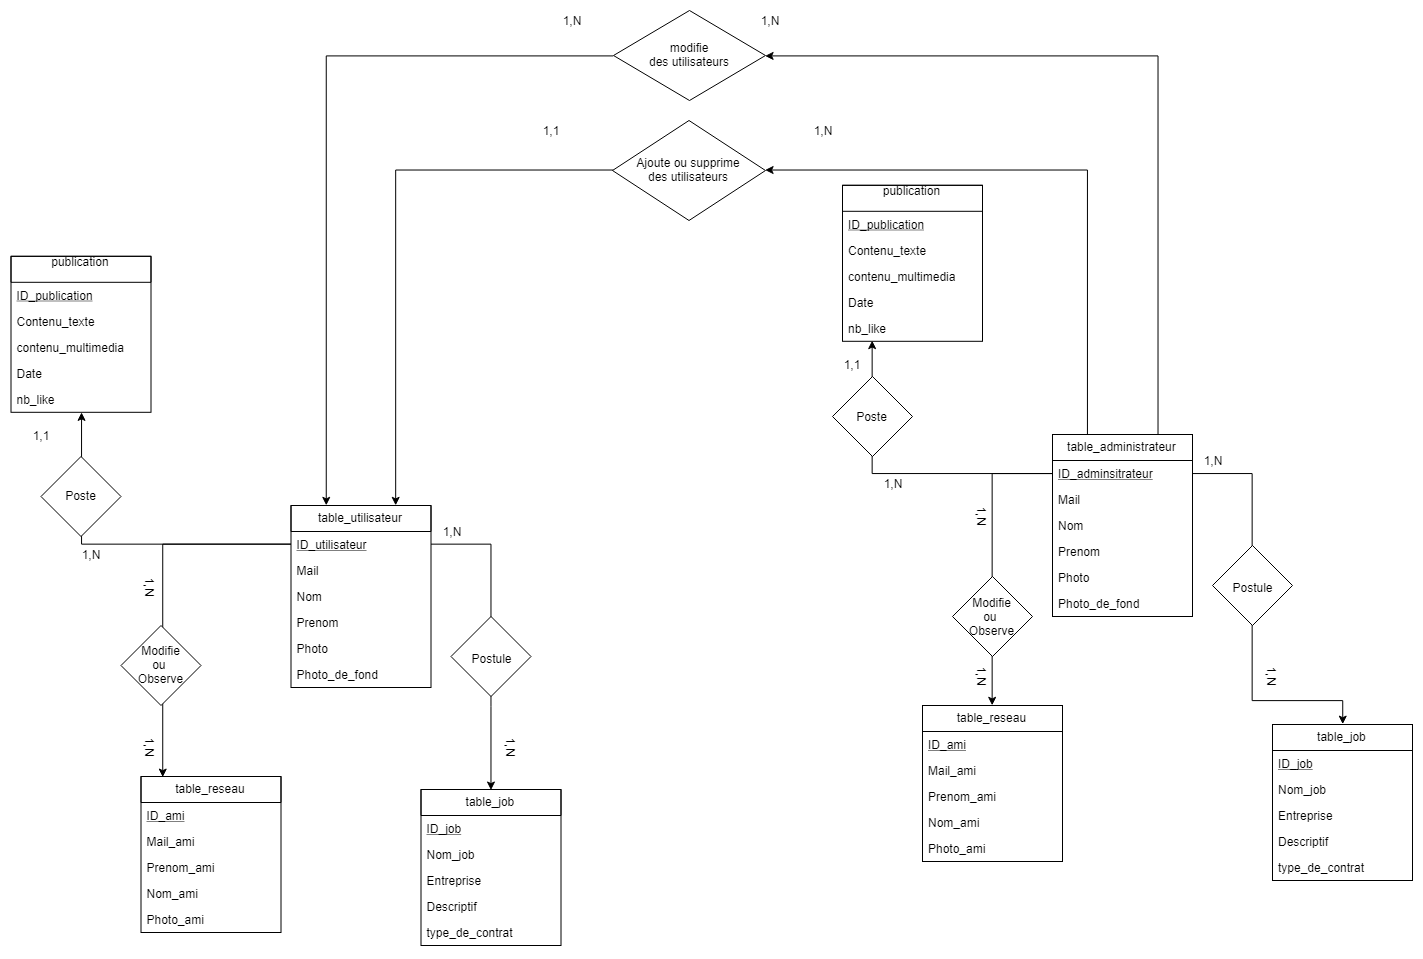 1,N
1,N
modifie
des utilisateurs
1,1
1,N
Ajoute ou supprime
des utilisateurs
publication
ID_publication
Contenu_texte
contenu_multimedia
Date
nb_like
1,1
Poste
1,N
publication
ID_publication
Contenu_texte
contenu_multimedia
Date
nb_like
1,1
Poste
1,N
table_utilisateur
ID_utilisateur
Mail
Nom
Prenom
Photo
Photo_de_fond
1,N
1,N
Modifie
ou
Observe
1,N
Postule
1,N
table_reseau
ID_ami
Mail_ami
Prenom_ami
Nom_ami
Photo_ami
table_job
ID_job
Nom_job
Entreprise
Descriptif
type_de_contrat
table_administrateur
ID_adminsitrateur
Mail
Nom
Prenom
Photo
Photo_de_fond
1,N
1,N
Modifie
ou
Observe
1,N
Postule
1,N
table_reseau
ID_ami
Mail_ami
Prenom_ami
Nom_ami
Photo_ami
table_job
ID_job
Nom_job
Entreprise
Descriptif
type_de_contrat